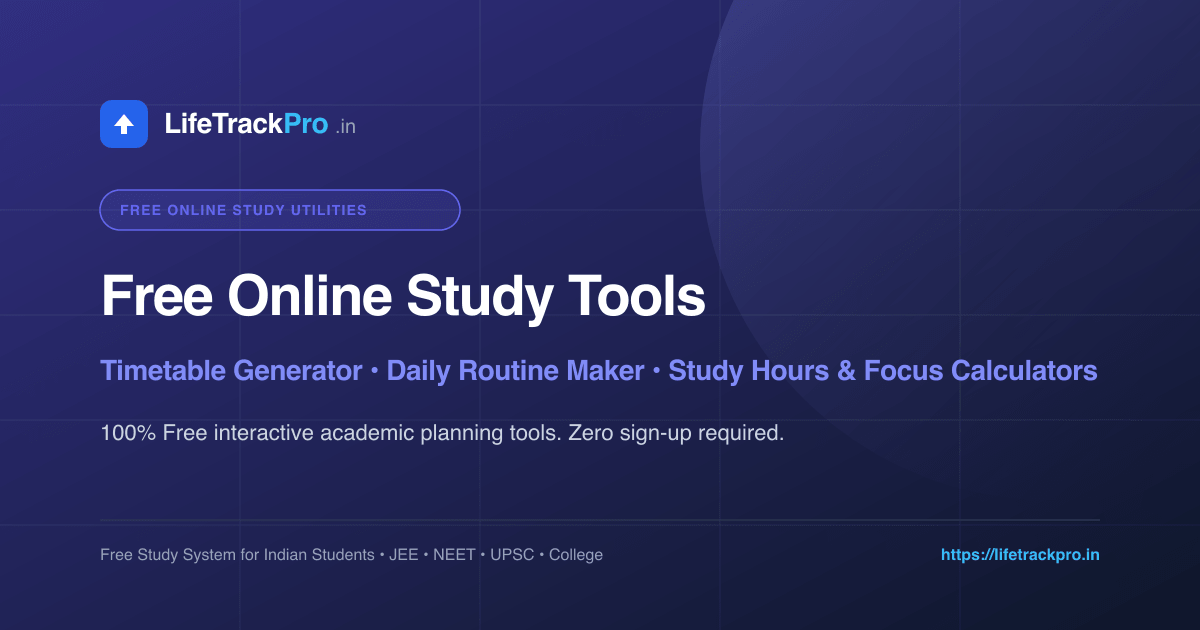 LifeTrackPro .in
FREE ONLINE STUDY UTILITIES
Free Online Study Tools
Timetable Generator • Daily Routine Maker • Study Hours & Focus Calculators
100% Free interactive academic planning tools. Zero sign-up required.
Free Study System for Indian Students • JEE • NEET • UPSC • College
https://lifetrackpro.in